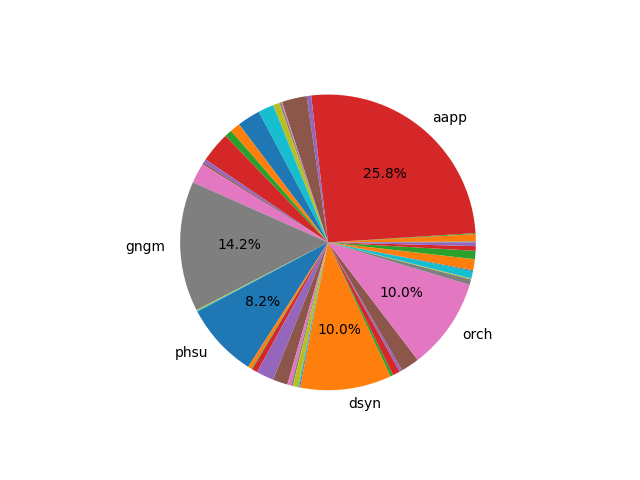 aapp
25.8%
14.2%
gngm
10.0%
8.2%
10.0%
orch
phsu
dsyn